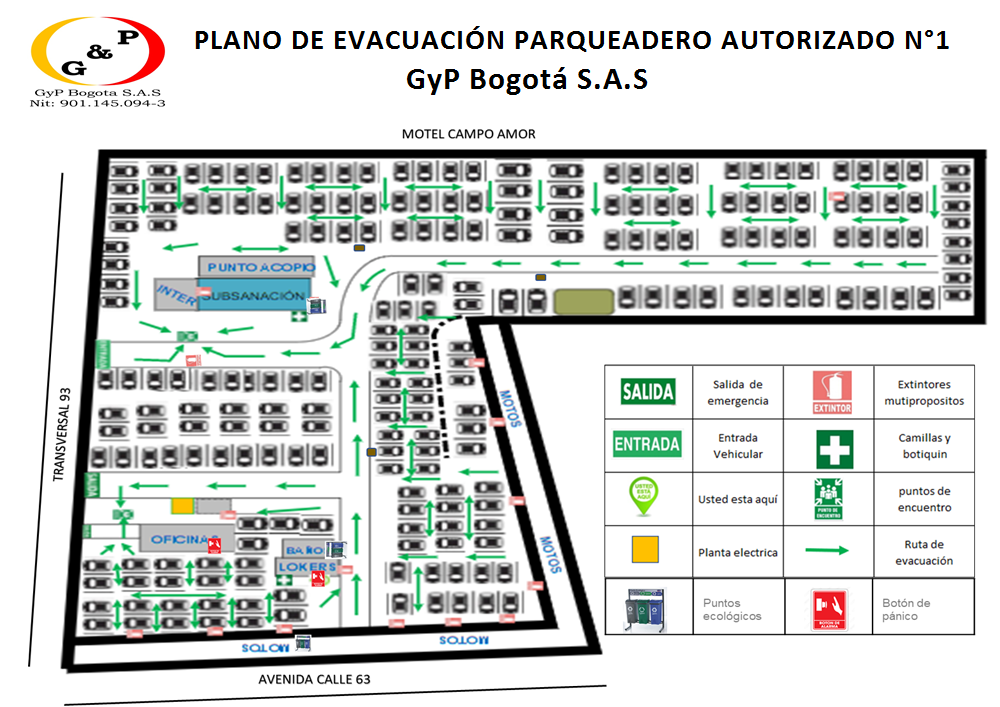 G & P
GyP Bogota S.A.S
Nit: 901.145.094-3
PLANO DE EVACUACIÓN PARQUEADERO AUTORIZADO N°1
GyP Bogotá S.A.S
MOTEL CAMPO AMOR
PUNTO ACOPIO
INTER
SUBSANACIÓN
ENTRADA
TRANSVERSAL 93
MOTOS
SALIDA
OFICINAS
BAÑO
LOKERS
MOTOS
MOTOS
MOTOS
AVENIDA CALLE 63
SALIDA
Salida de
emergencia
EXTINTOR
Extintores
mutipropositos
ENTRADA
Entrada
Vehicular
Camillas y
botiquin
USTED
ESTÁ
AQUÍ
Usted esta aquí
PUNTO DE
ENCUENTRO
puntos de
encuentro
Planta electrica
Ruta de
evacuación
Puntos
ecológicos
BOTON DE
ALARMA
Botón de
pánico